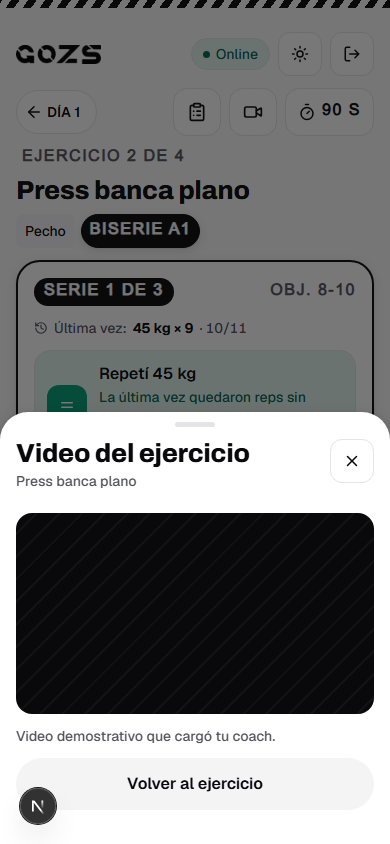 GOZS
Online
DÍA 1
90 S
EJERCICIO 2 DE 4
Press banca plano
Pecho
BISERIE A1
SERIE 1 DE 3
OBJ. 8-10
Última vez: 45 kg × 9 · 10/11
Repetí 45 kg
La última vez quedaron reps sin
=
Video del ejercicio
Press banca plano
Video demostrativo que cargó tu coach.
Volver al ejercicio
N